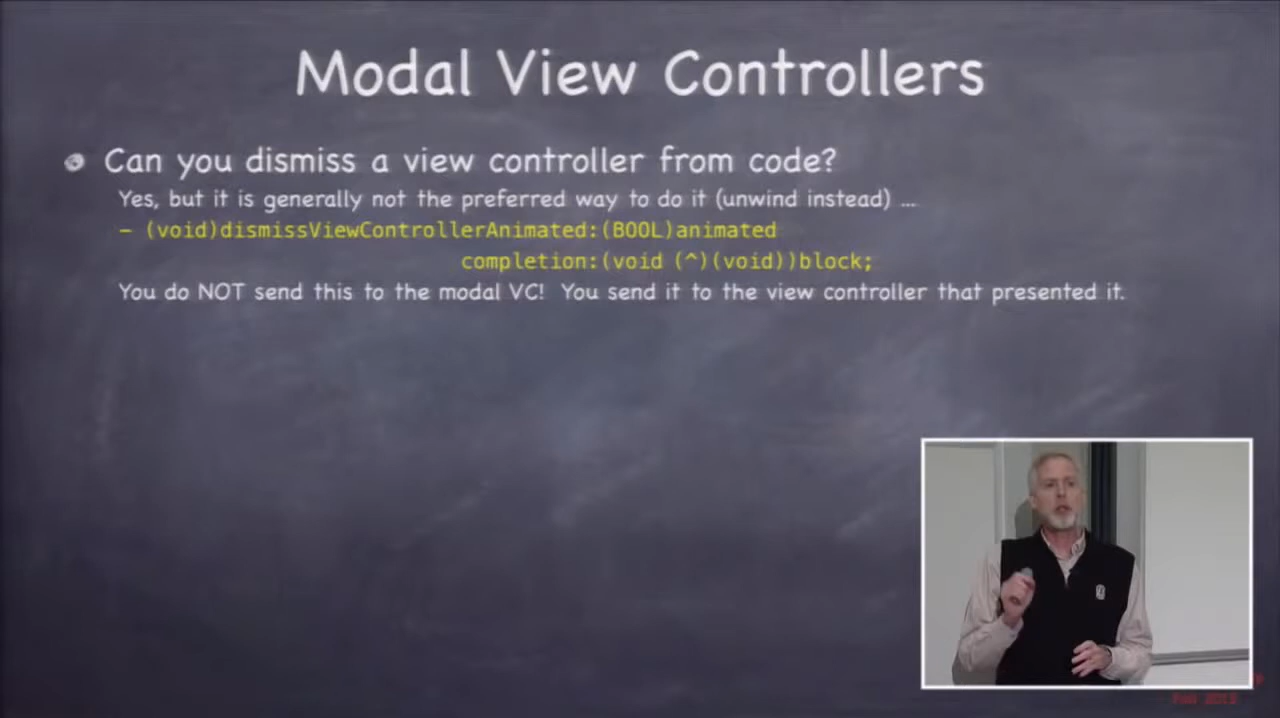 Modal View Controllers
Can you dismiss a view controller from code?
Yes, but it is generally not the preferred way to do it (unwind instead) ...
- (void)dismissViewControllerAnimated:(BOOL)animated
completion:(void (^)(void))block;
You do NOT send this to the modal VC! You send it to the view controller that presented it.